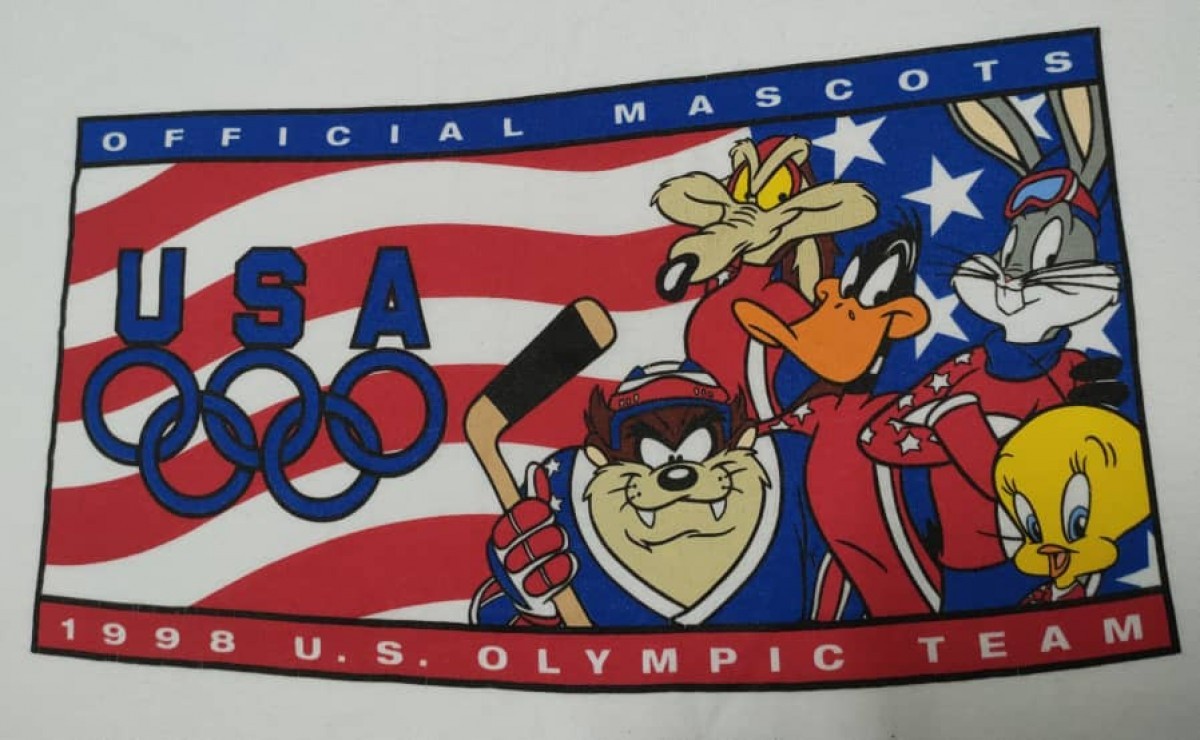 OFFICIAL MASCOTS
USA
1998 U.S. OLYMPIC TEAM